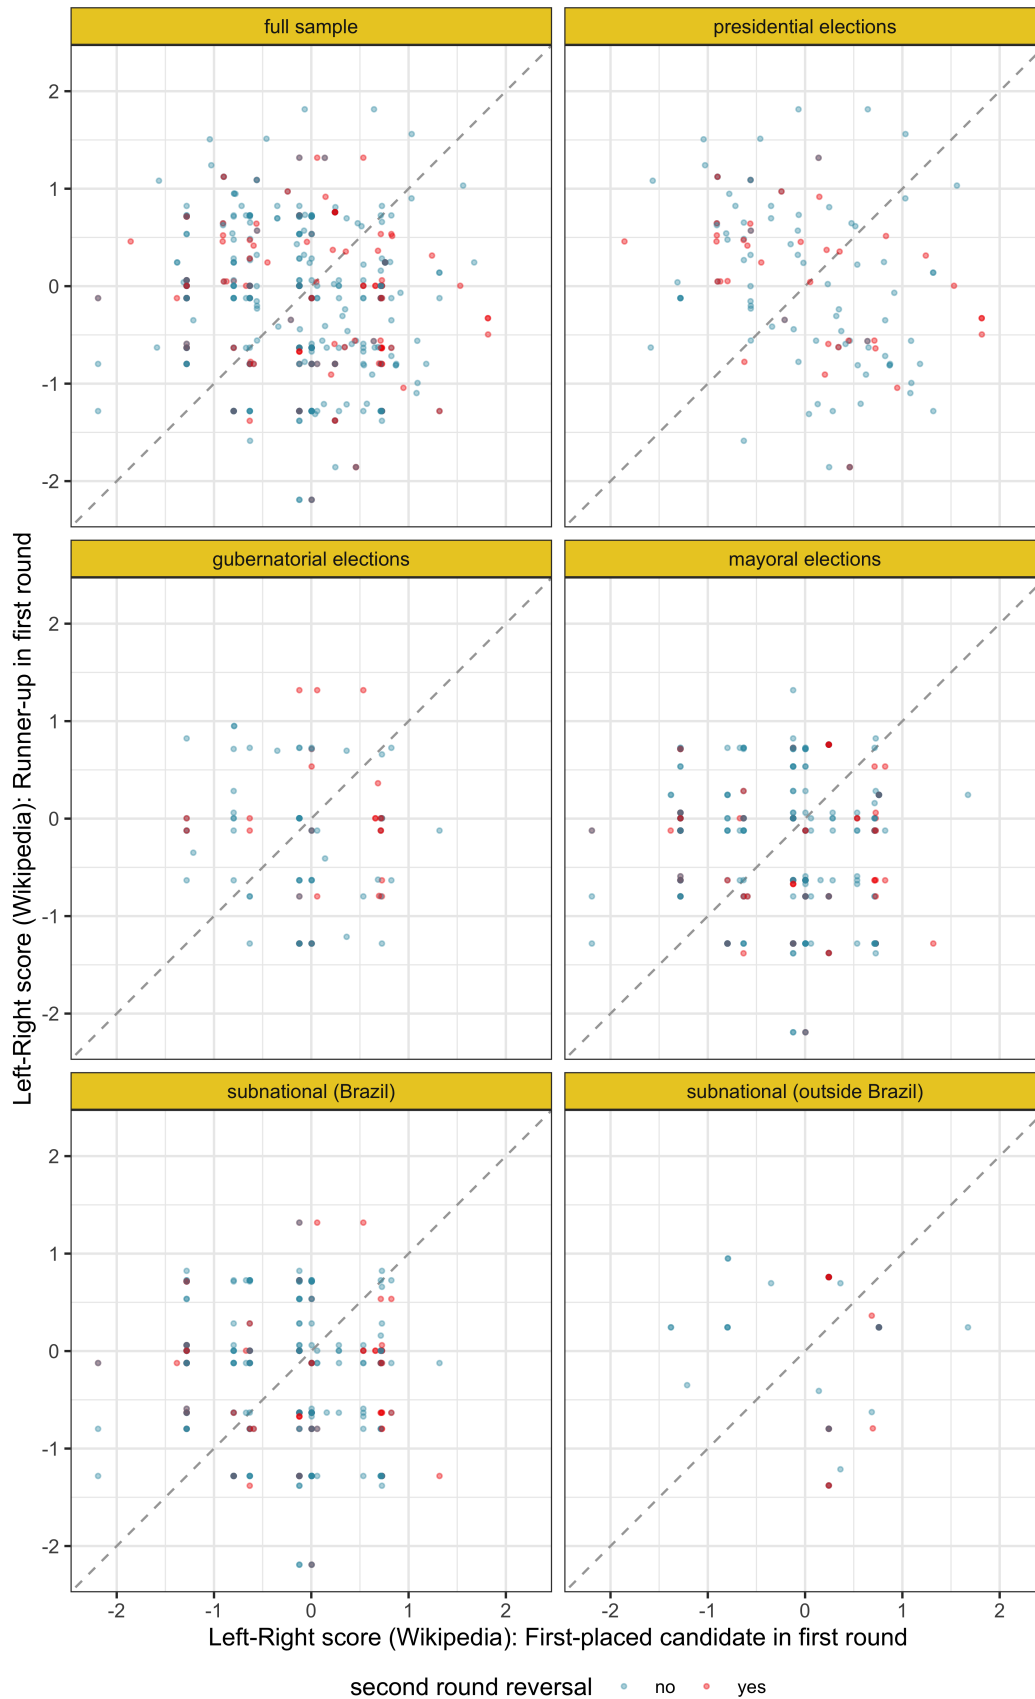 full sample
presidential elections
2
1
0
-1
-2
gubernatorial elections
mayoral elections
2
1
0
-1
-2
subnational (Brazil)
subnational (outside Brazil)
2
1
0
-1
-2
-2 -1 0 1 2
-2 -1 0 1 2
Left-Right score (Wikipedia): Runner-up in first round
Left-Right score (Wikipedia): First-placed candidate in first round
second round reversal no yes